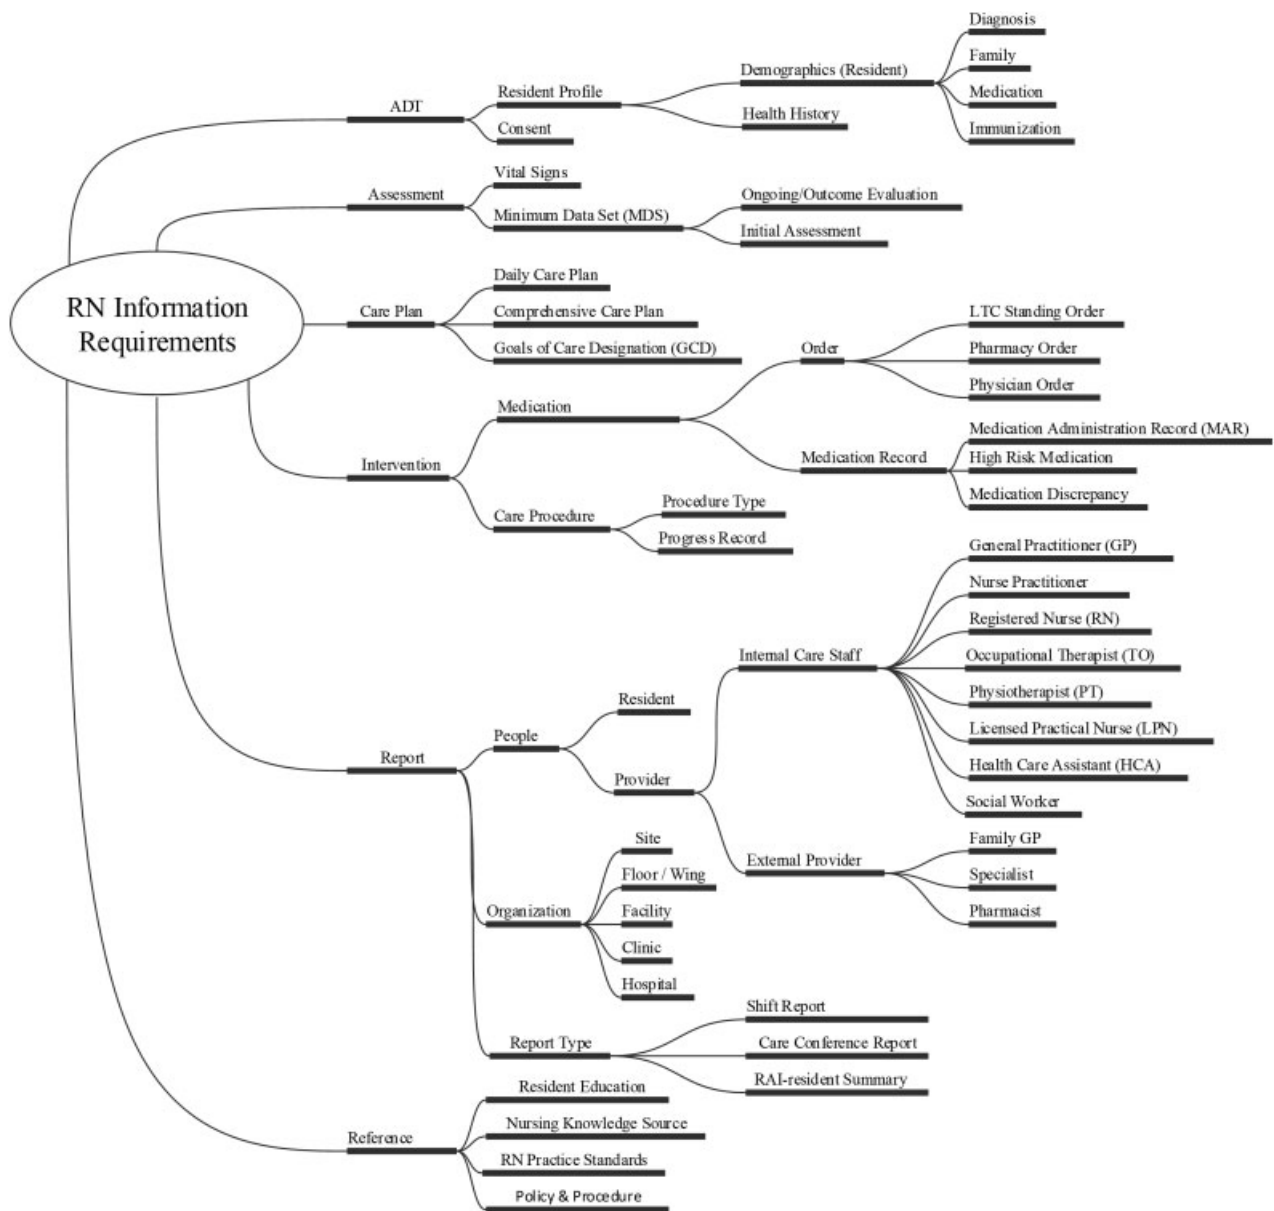 RN Information
Requirements
ADT
Resident Profile
Demographics (Resident)
Diagnosis
Family
Medication
Immunization
Health History
Consent
Assessment
Vital Signs
Minimum Data Set (MDS)
Ongoing/Outcome Evaluation
Initial Assessment
Care Plan
Daily Care Plan
Comprehensive Care Plan
Goals of Care Designation (GCD)
Intervention
Medication
Order
LTC Standing Order
Pharmacy Order
Physician Order
Medication Record
Medication Administration Record (MAR)
High Risk Medication
Medication Discrepancy
Care Procedure
Procedure Type
Progress Record
Report
People
Resident
Provider
Internal Care Staff
General Practitioner (GP)
Nurse Practitioner
Registered Nurse (RN)
Occupational Therapist (TO)
Physiotherapist (PT)
Licensed Practical Nurse (LPN)
Health Care Assistant (HCA)
Social Worker
External Provider
Family GP
Specialist
Pharmacist
Organization
Site
Floor / Wing
Facility
Clinic
Hospital
Report Type
Shift Report
Care Conference Report
RAI-resident Summary
Reference
Resident Education
Nursing Knowledge Source
RN Practice Standards
Policy & Procedure